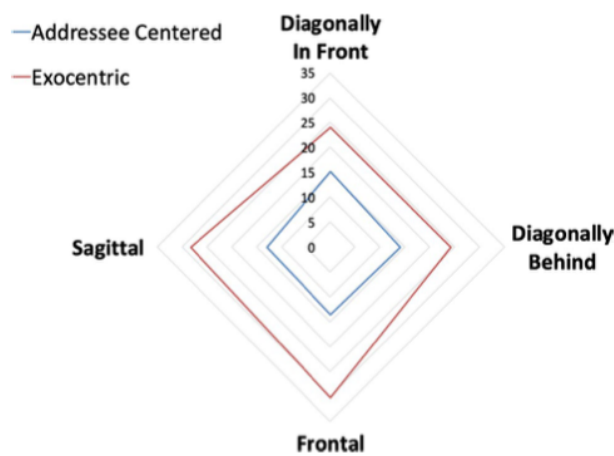 Addressee Centered
Exocentric
Diagonally
In Front
35
30
25
20
15
10
5
0
Sagittal
Diagonally
Behind
Frontal